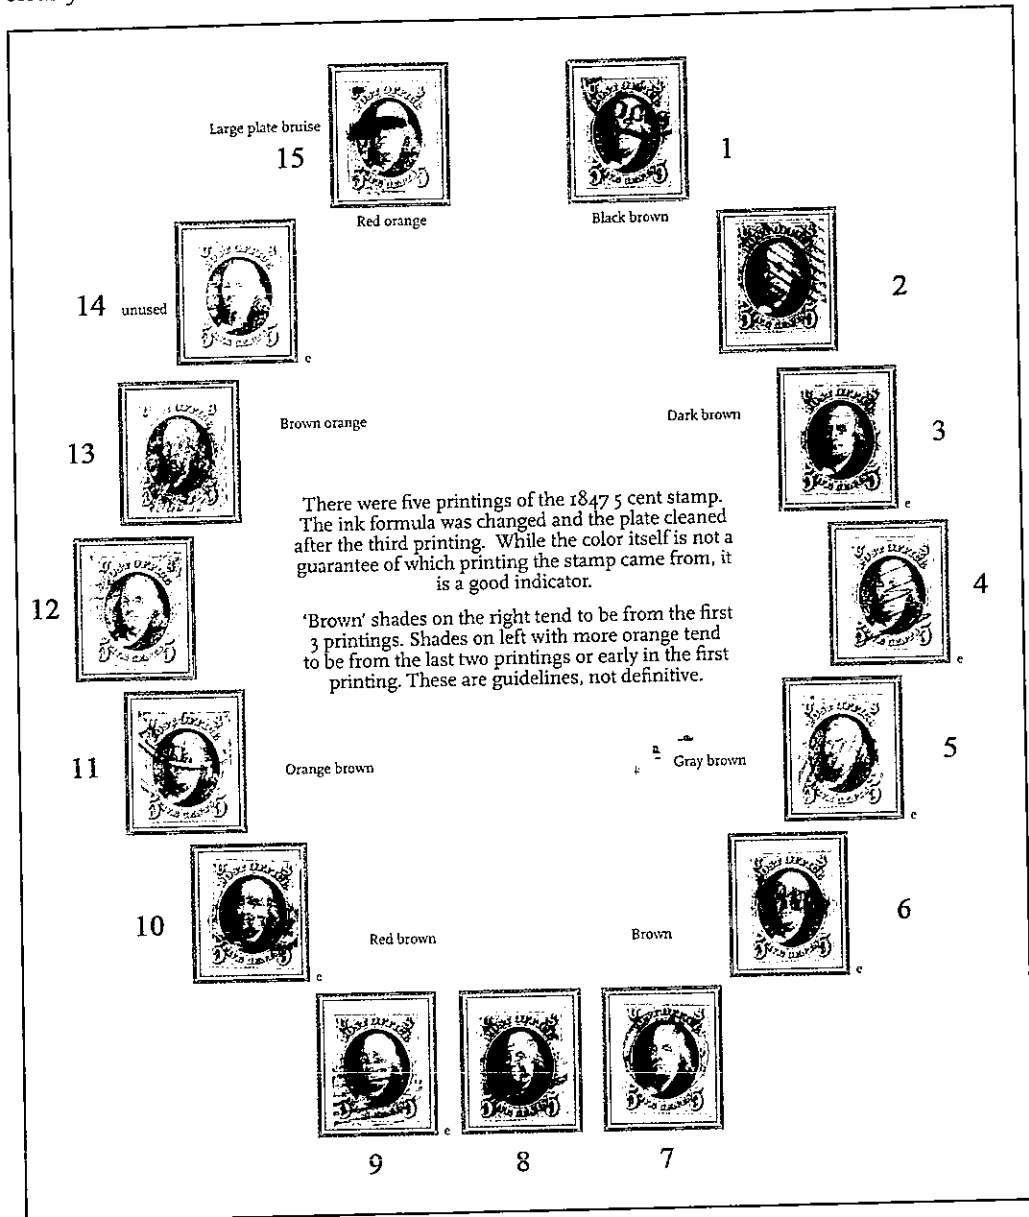 Large plate bruise
15
Red orange
Black brown
1
2
14 unused
e
Brown orange
Dark brown
13
3
e
There were five printings of the 1847 5 cent stamp.
The ink formula was changed and the plate cleaned
after the third printing. While the color itself is not a
guarantee of which printing the stamp came from, it
is a good indicator.
12
4
e
'Brown' shades on the right tend to be from the first
3 printings. Shades on left with more orange tend
to be from the last two printings or early in the first
printing. These are guidelines, not definitive.
11
Orange brown
Gray brown
5
e
10
e
Red brown
Brown
6
e
9
e
8
7
POST OFFICE
FIVE CENTS